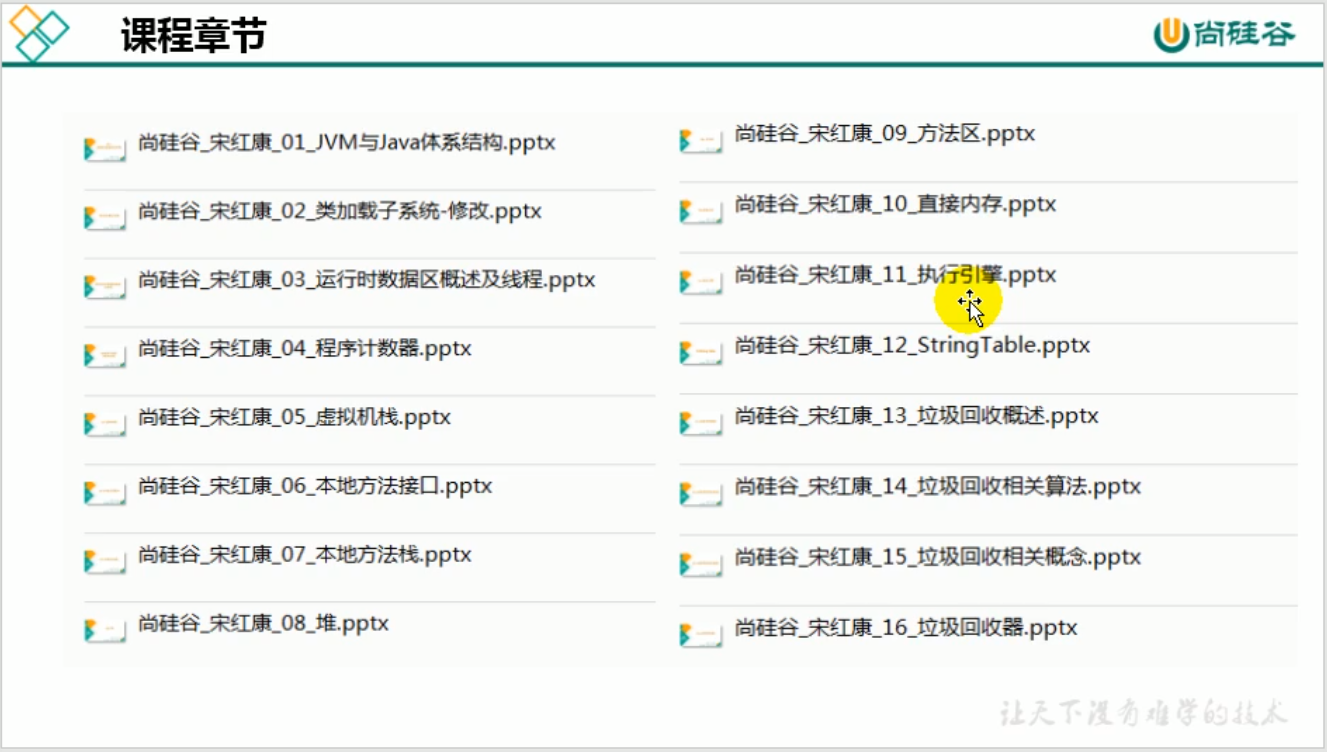 课程章节
尚硅谷
尚硅谷_宋红康_01_JVM与Java体系结构.pptx
尚硅谷_宋红康_02_类加载子系统-修改.pptx
尚硅谷_宋红康_03_运行时数据区概述及线程.pptx
尚硅谷_宋红康_04_程序计数器.pptx
尚硅谷_宋红康_05_虚拟机栈.pptx
尚硅谷_宋红康_06_本地方法接口.pptx
尚硅谷_宋红康_07_本地方法栈.pptx
尚硅谷_宋红康_08_堆.pptx
尚硅谷_宋红康_09_方法区.pptx
尚硅谷_宋红康_10_直接内存.pptx
尚硅谷_宋红康_11_执行引擎.pptx
尚硅谷_宋红康_12_StringTable.pptx
尚硅谷_宋红康_13_垃圾回收概述.pptx
尚硅谷_宋红康_14_垃圾回收相关算法.pptx
尚硅谷_宋红康_15_垃圾回收相关概念.pptx
尚硅谷_宋红康_16_垃圾回收器.pptx
让天下没有难学的技术